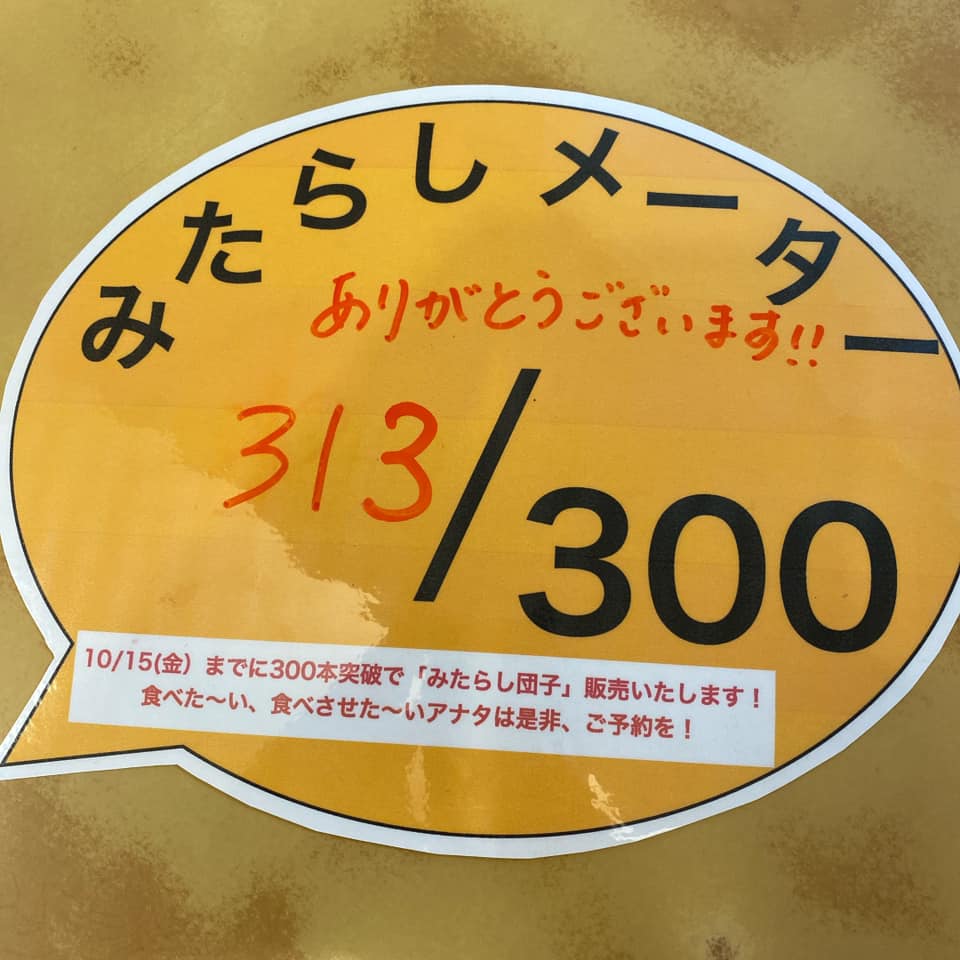 みたらしメーター
ありがとうございます!!
313/300
10/15(金）までに300本突破で「みたらし団子」販売いたします！
食べた〜い、食べさせた〜いアナタは是非、ご予約を！